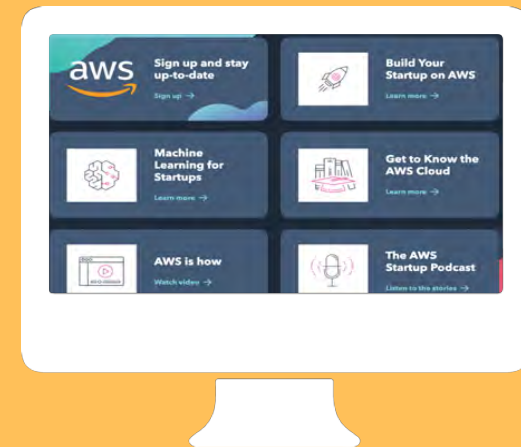 aws
Sign up and stay
up-to-date
Sign up →
Build Your
Startup on AWS
Learn more →
Machine
Learning for
Startups
Learn more →
Get to Know the
AWS Cloud
Learn more →
AWS is how
Watch video →
The AWS
Startup Podcast
Listen to the stories →